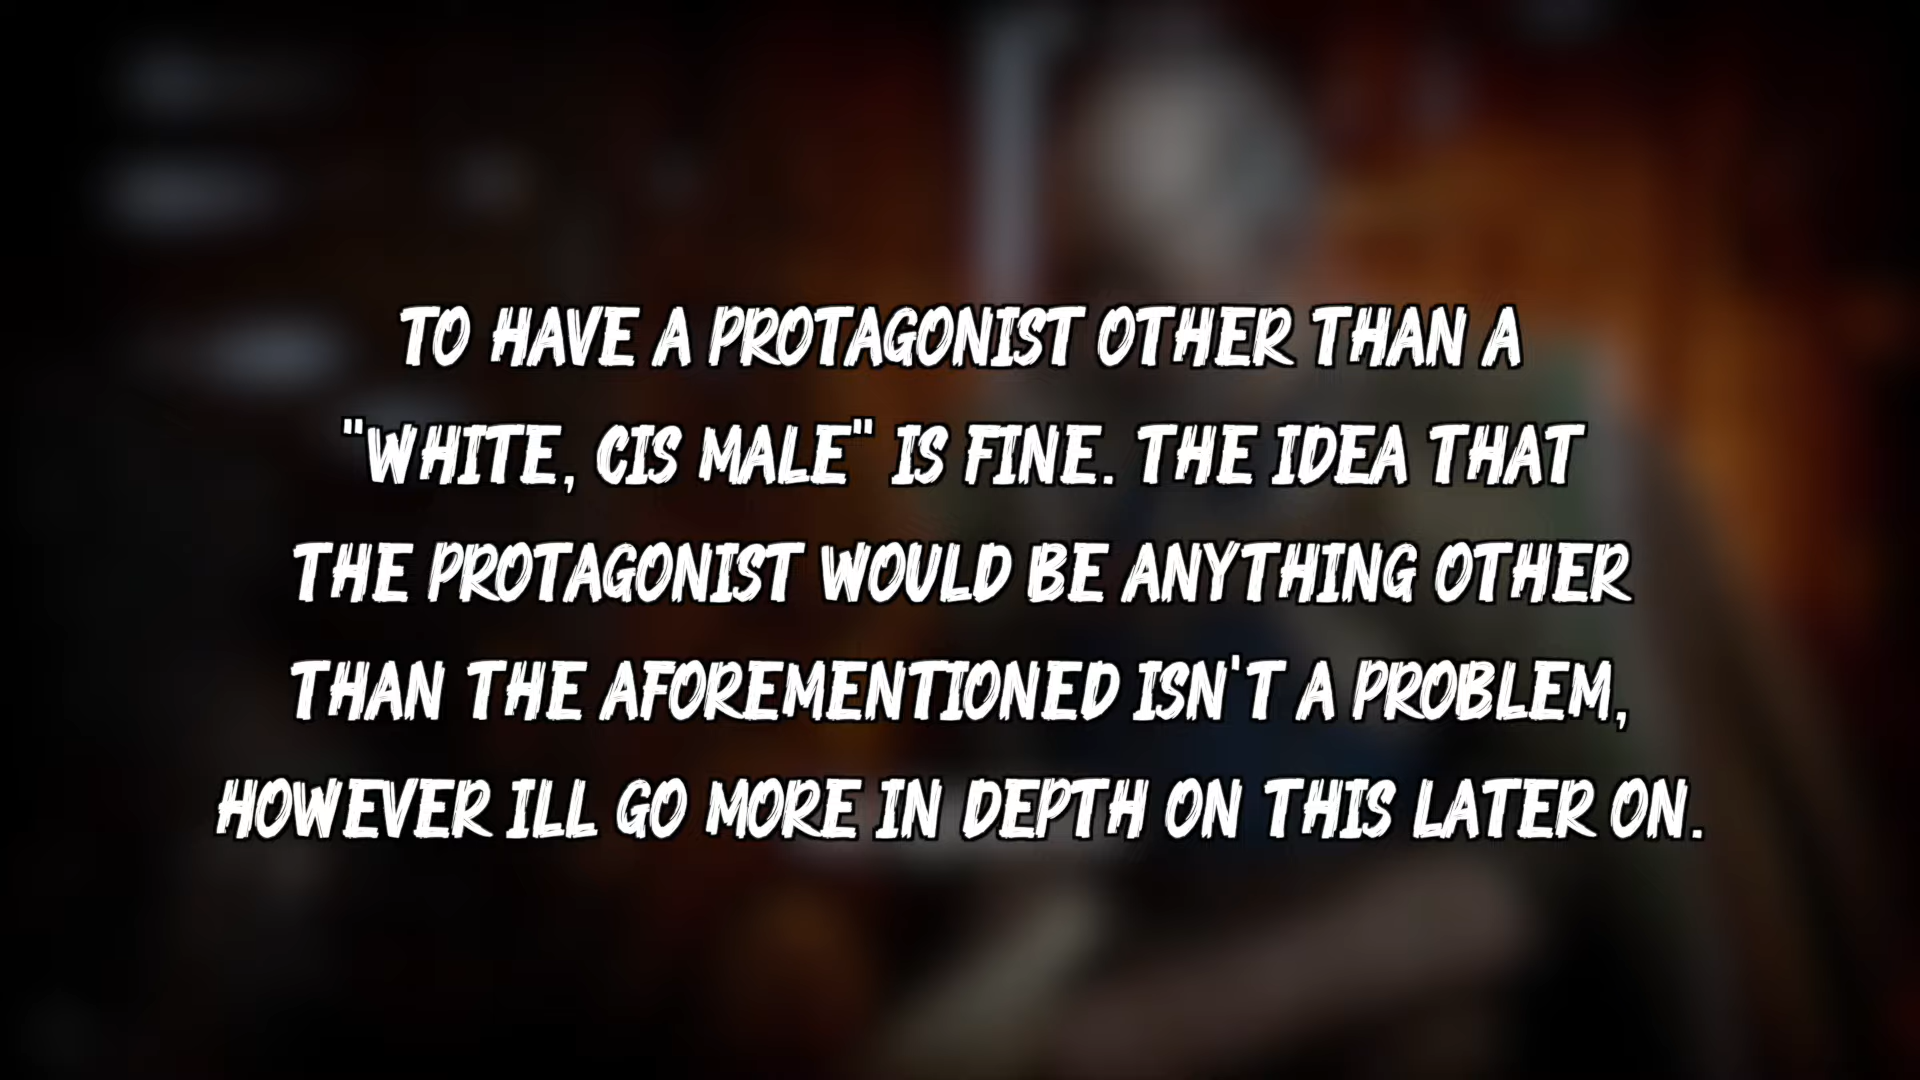 TO HAVE A PROTAGONIST OTHER THAN A
"WHITE, CIS MALE" IS FINE. THE IDEA THAT
THE PROTAGONIST WOULD BE ANYTHING OTHER
THAN THE AFOREMENTIONED ISN'T A PROBLEM,
HOWEVER ILL GO MORE IN DEPTH ON THIS LATER ON.